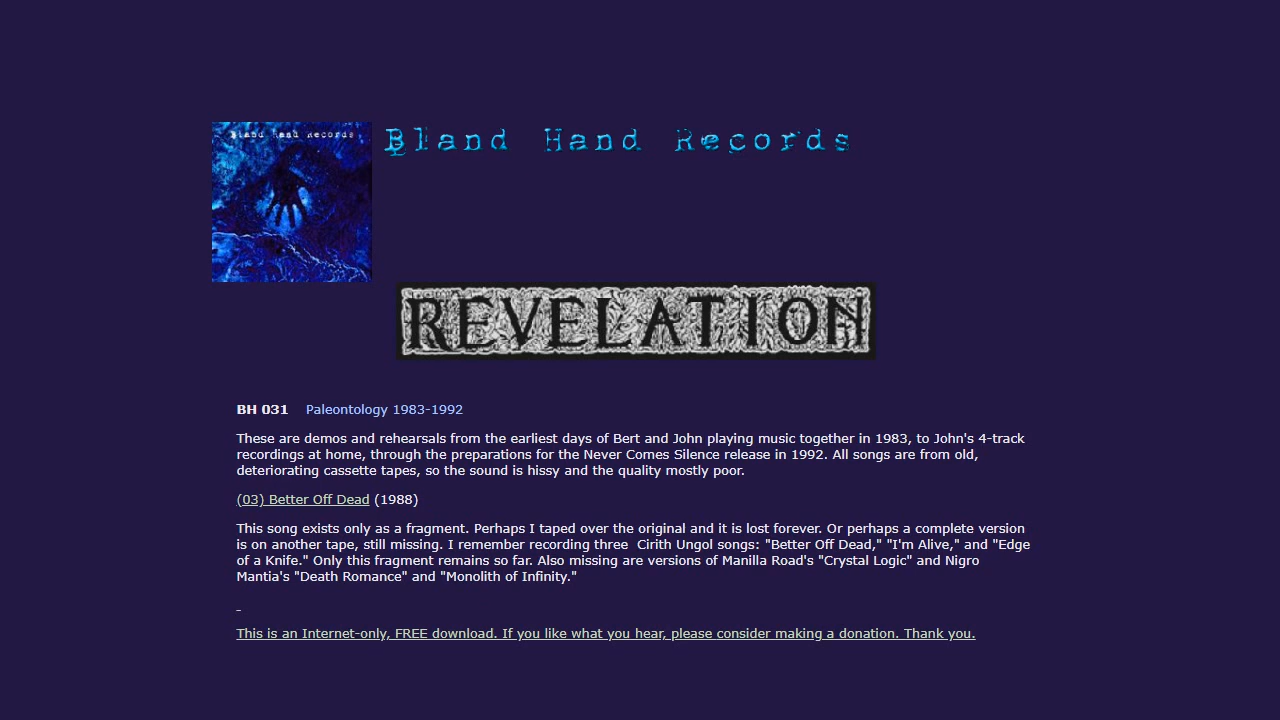 Bland Hand Records
Bland Hand Records
REVELATION
BH 031    Paleontology 1983-1992
These are demos and rehearsals from the earliest days of Bert and John playing music together in 1983, to John's 4-track
recordings at home, through the preparations for the Never Comes Silence release in 1992. All songs are from old,
deteriorating cassette tapes, so the sound is hissy and the quality mostly poor.
(03) Better Off Dead (1988)
This song exists only as a fragment. Perhaps I taped over the original and it is lost forever. Or perhaps a complete version
is on another tape, still missing. I remember recording three  Cirith Ungol songs: "Better Off Dead," "I'm Alive," and "Edge
of a Knife." Only this fragment remains so far. Also missing are versions of Manilla Road's "Crystal Logic" and Nigro
Mantia's "Death Romance" and "Monolith of Infinity."
This is an Internet-only, FREE download. If you like what you hear, please consider making a donation. Thank you.